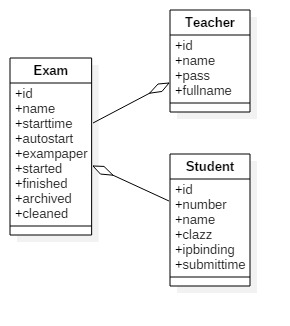 Exam
+id
+name
+starttime
+autostart
+exampaper
+started
+finished
+archived
+cleaned
Teacher
+id
+name
+pass
+fullname
Student
+id
+number
+name
+clazz
+ipbinding
+submittime